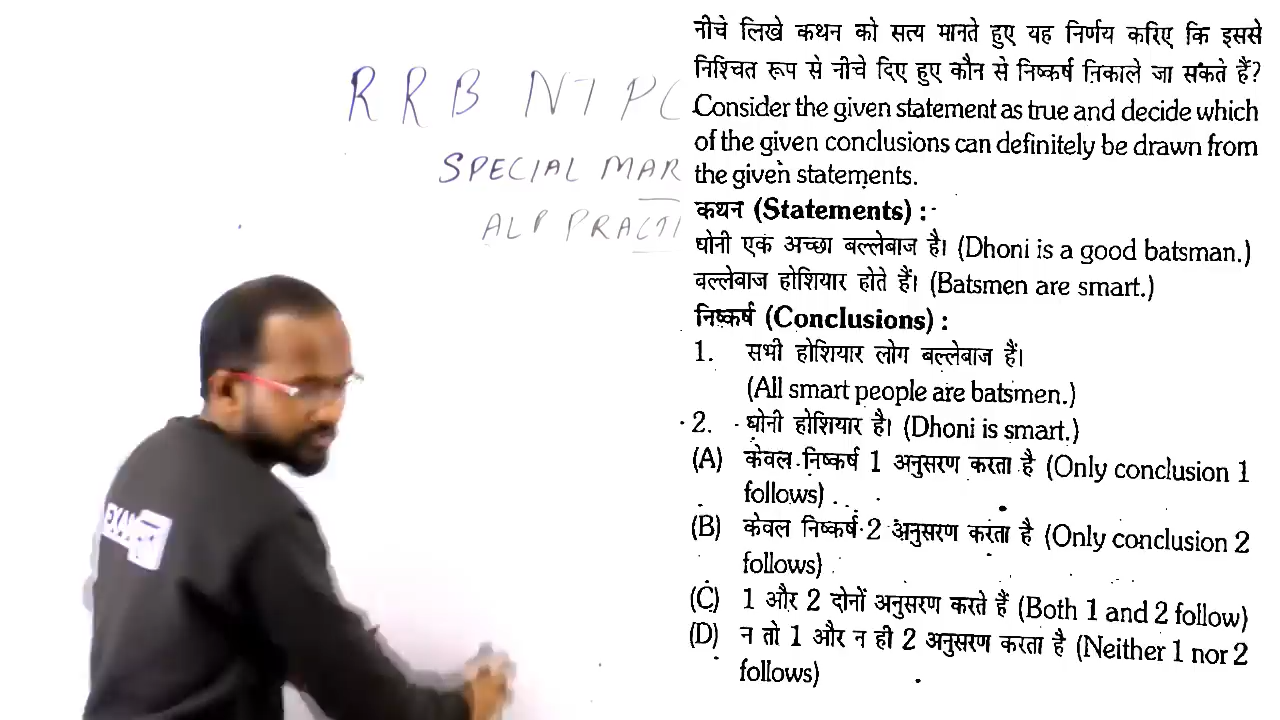 RRB NTPC
SPECIAL MAR
ALP PRACTI
EXAM
नीचे लिखे कथन को सत्य मानते हुए यह निर्णय करिए कि इससे
निश्चित रूप से नीचे दिए हुए कौन से निष्कर्ष निकाले जा सकते हैं?
Consider the given statement as true and decide which
of the given conclusions can definitely be drawn from
the given statements.
कथन (Statements) :-
धोनी एक अच्छा बल्लेबाज है। (Dhoni is a good batsman.)
बल्लेबाज होशियार होते हैं। (Batsmen are smart.)
निष्कर्ष (Conclusions) :
1. सभी होशियार लोग बल्लेबाज हैं।
(All smart people are batsmen.)
2. धोनी होशियार है। (Dhoni is smart.)
(A) केवल निष्कर्ष 1 अनुसरण करता है (Only conclusion 1
follows)
(B) केवल निष्कर्ष 2 अनुसरण करता है (Only conclusion 2
follows)
(C) 1 और 2 दोनों अनुसरण करते हैं (Both 1 and 2 follow)
(D) न तो 1 और न ही 2 अनुसरण करता है (Neither 1 nor 2
follows)